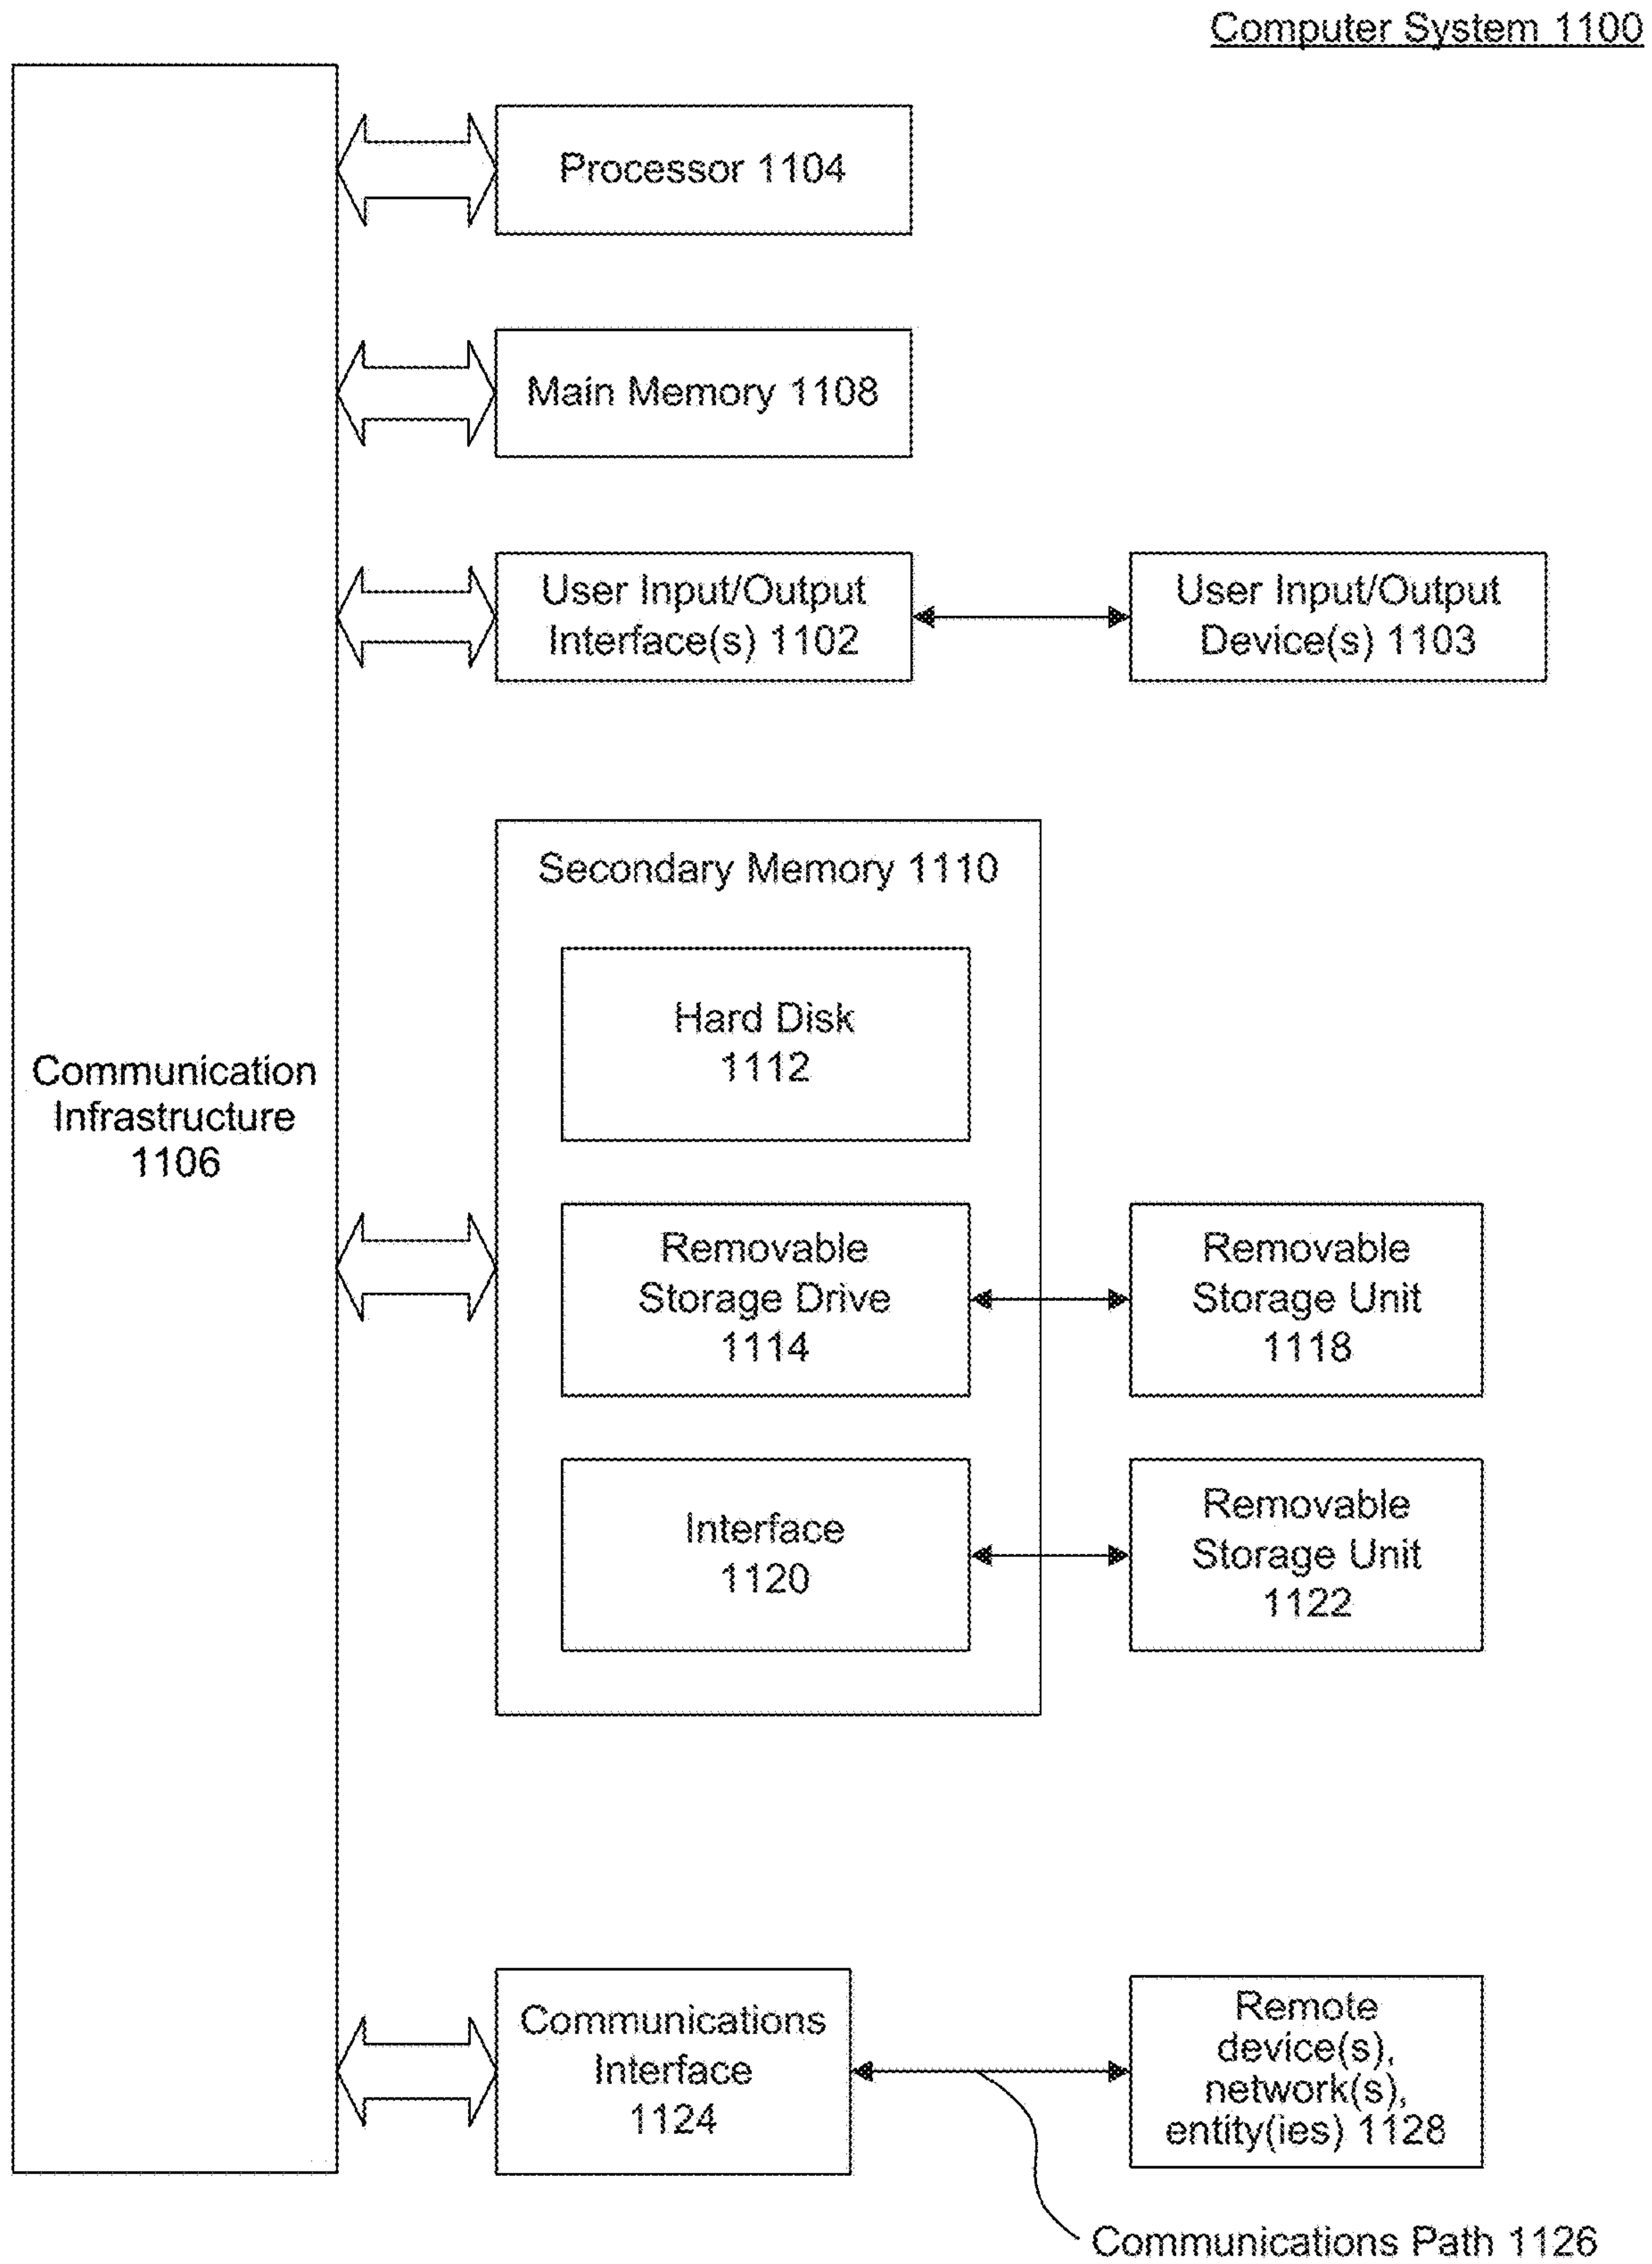 Computer System 1100
Processor 1104
Main Memory 1108
User Input/Output
Interface(s) 1102
User Input/Output
Device(s) 1103
Secondary Memory 1110
Hard Disk
1112
Communication
Infrastructure
1106
Removable
Storage Drive
1114
Removable
Storage Unit
1118
Interface
1120
Removable
Storage Unit
1122
Communications
Interface
1124
Remote
device(s),
network(s),
entity(ies) 1128
Communications Path 1126